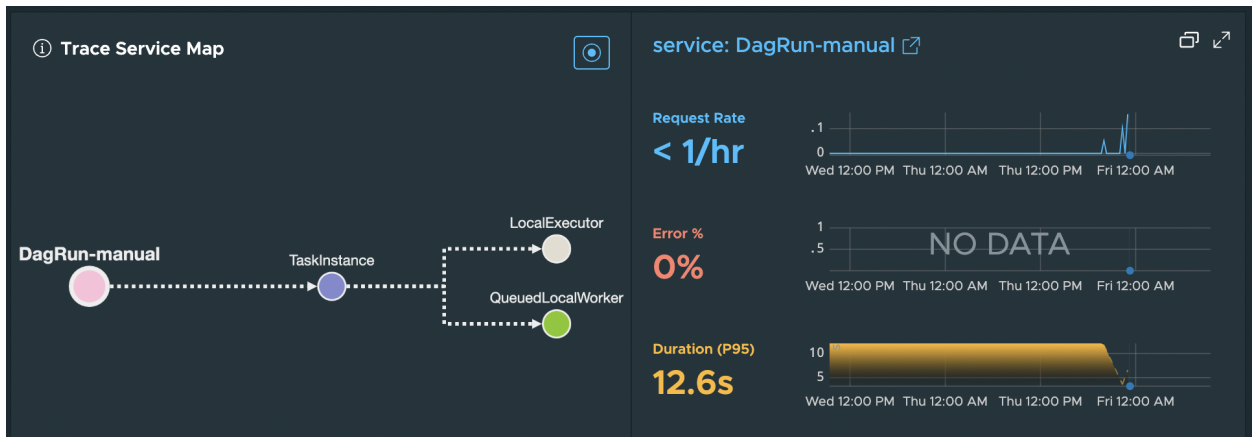 Trace Service Map
service: DagRun-manual
Request Rate
< 1/hr
.1
0
Wed 12:00 PM Thu 12:00 AM Thu 12:00 PM Fri 12:00 AM
LocalExecutor
DagRun-manual
TaskInstance
QueuedLocalWorker
Error %
0%
1
.5
NO DATA
Wed 12:00 PM Thu 12:00 AM Thu 12:00 PM Fri 12:00 AM
Duration (P95)
12.6s
10
5
Wed 12:00 PM Thu 12:00 AM Thu 12:00 PM Fri 12:00 AM